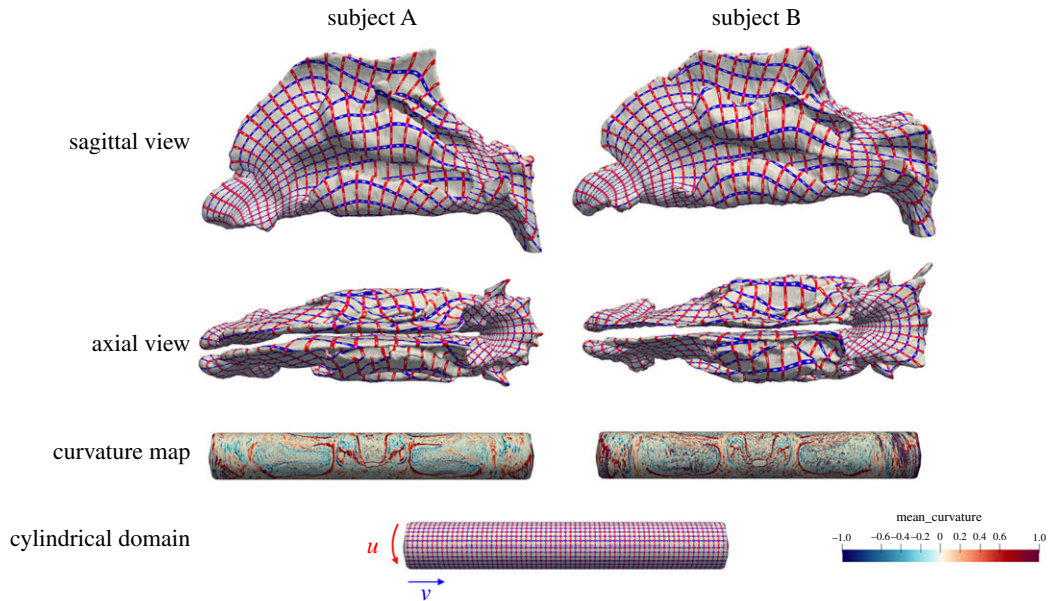 subject A
subject B
sagittal view
axial view
curvature map
cylindrical domain
u
v
mean_curvature
−1.0 −0.6 −0.4 −0.2 0 0.2 0.4 0.6 1.0